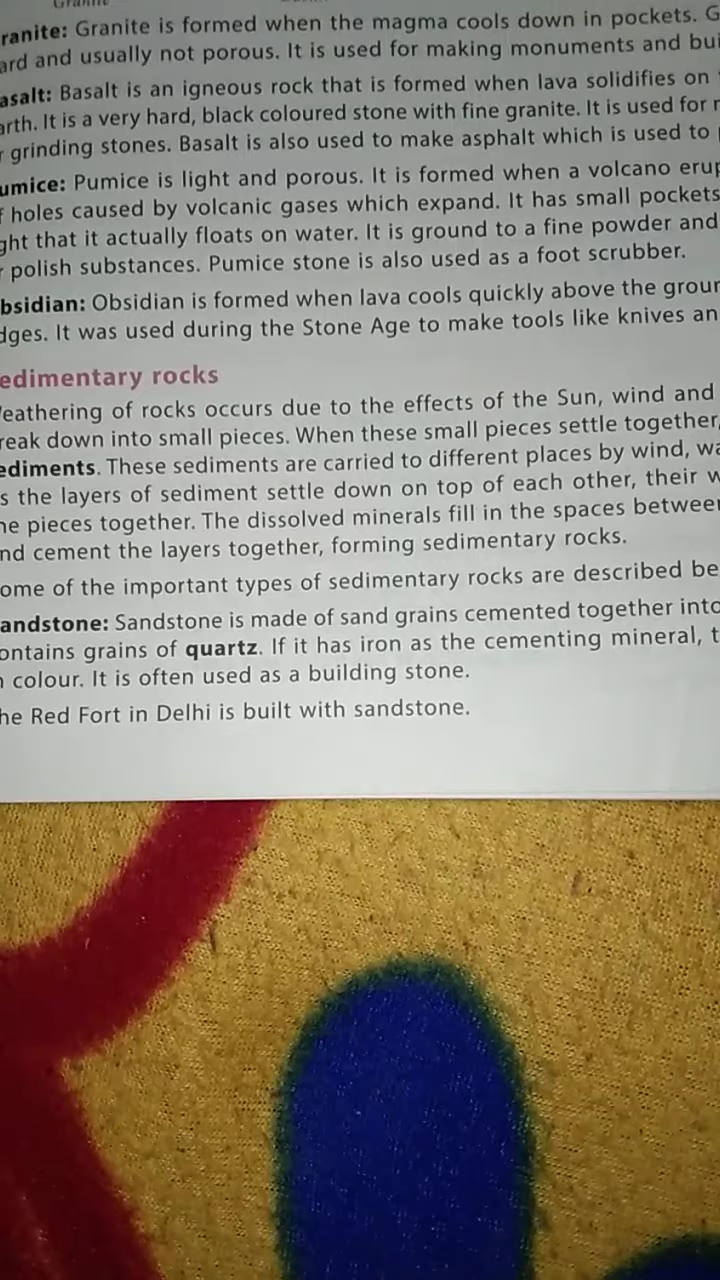 Granite
ranite: Granite is formed when the magma cools down in pockets. G
ard and usually not porous. It is used for making monuments and bui
asalt: Basalt is an igneous rock that is formed when lava solidifies on
arth. It is a very hard, black coloured stone with fine granite. It is used for
r grinding stones. Basalt is also used to make asphalt which is used to
umice: Pumice is light and porous. It is formed when a volcano erup
f holes caused by volcanic gases which expand. It has small pockets
ght that it actually floats on water. It is ground to a fine powder and
r polish substances. Pumice stone is also used as a foot scrubber.
bsidian: Obsidian is formed when lava cools quickly above the groun
dges. It was used during the Stone Age to make tools like knives an
edimentary rocks
eathering of rocks occurs due to the effects of the Sun, wind and
reak down into small pieces. When these small pieces settle together,
ediments. These sediments are carried to different places by wind, wa
s the layers of sediment settle down on top of each other, their w
he pieces together. The dissolved minerals fill in the spaces between
nd cement the layers together, forming sedimentary rocks.
ome of the important types of sedimentary rocks are described be
andstone: Sandstone is made of sand grains cemented together into
ontains grains of quartz. If it has iron as the cementing mineral, t
n colour. It is often used as a building stone.
he Red Fort in Delhi is built with sandstone.